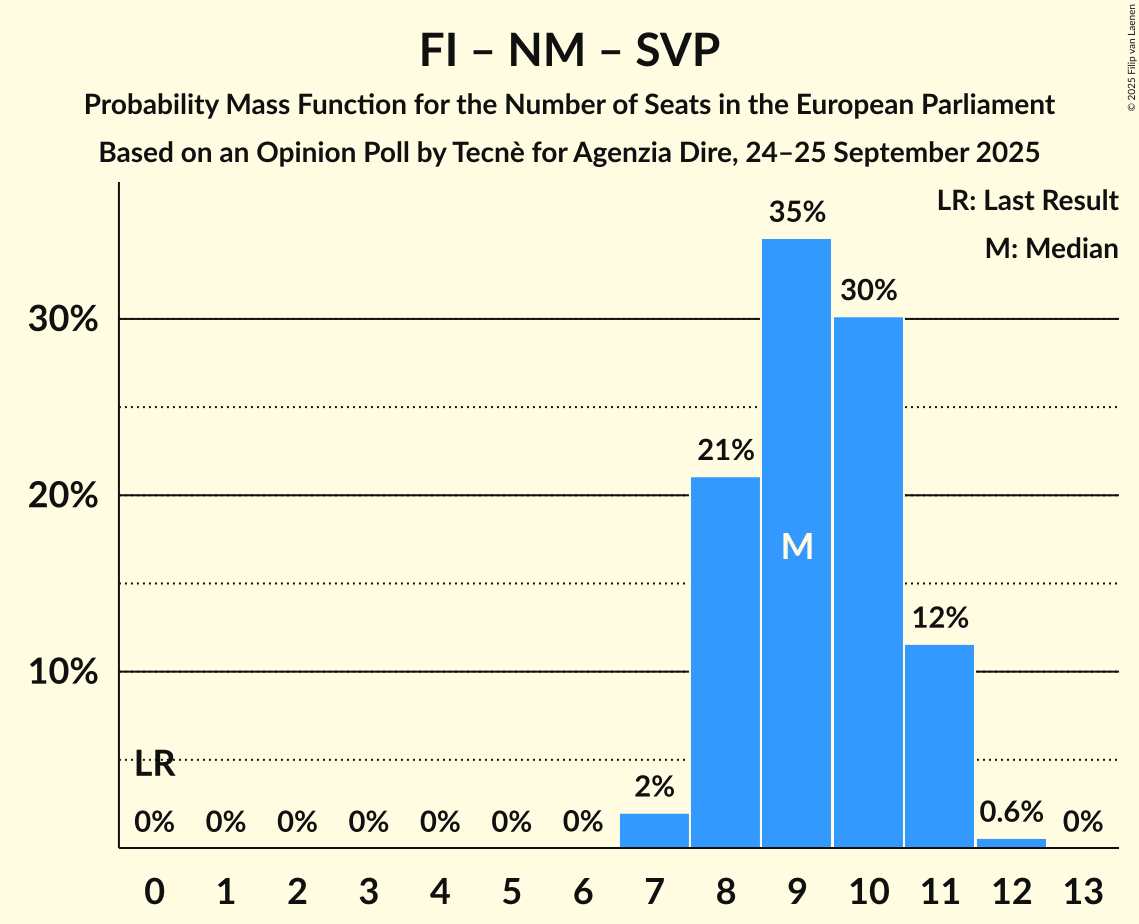 FI – NM – SVP
Probability Mass Function for the Number of Seats in the European Parliament
Based on an Opinion Poll by Tecnè for Agenzia Dire, 24–25 September 2025
© 2025 Filip van Laenen
LR: Last Result
M: Median
35%
30%
30%
21%
20%
M
12%
10%
LR
0% 0% 0% 0% 0% 0% 0% 2% 0.6% 0%
0 1 2 3 4 5 6 7 8 9 10 11 12 13